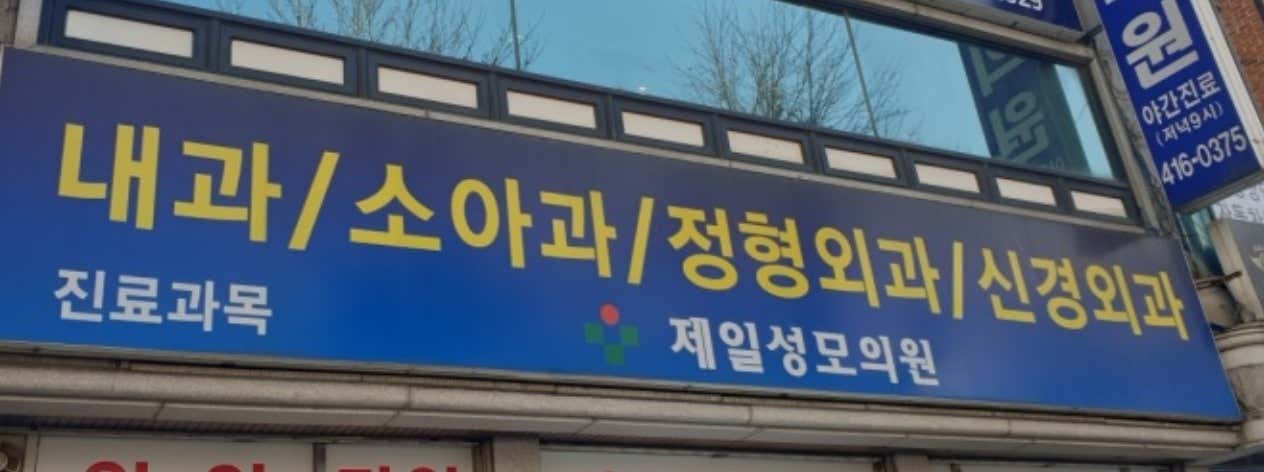 내과/소아과/정형외과/신경외과
진료과목
제일성모의원
원
야간진료
(저녁9시)
416-0375